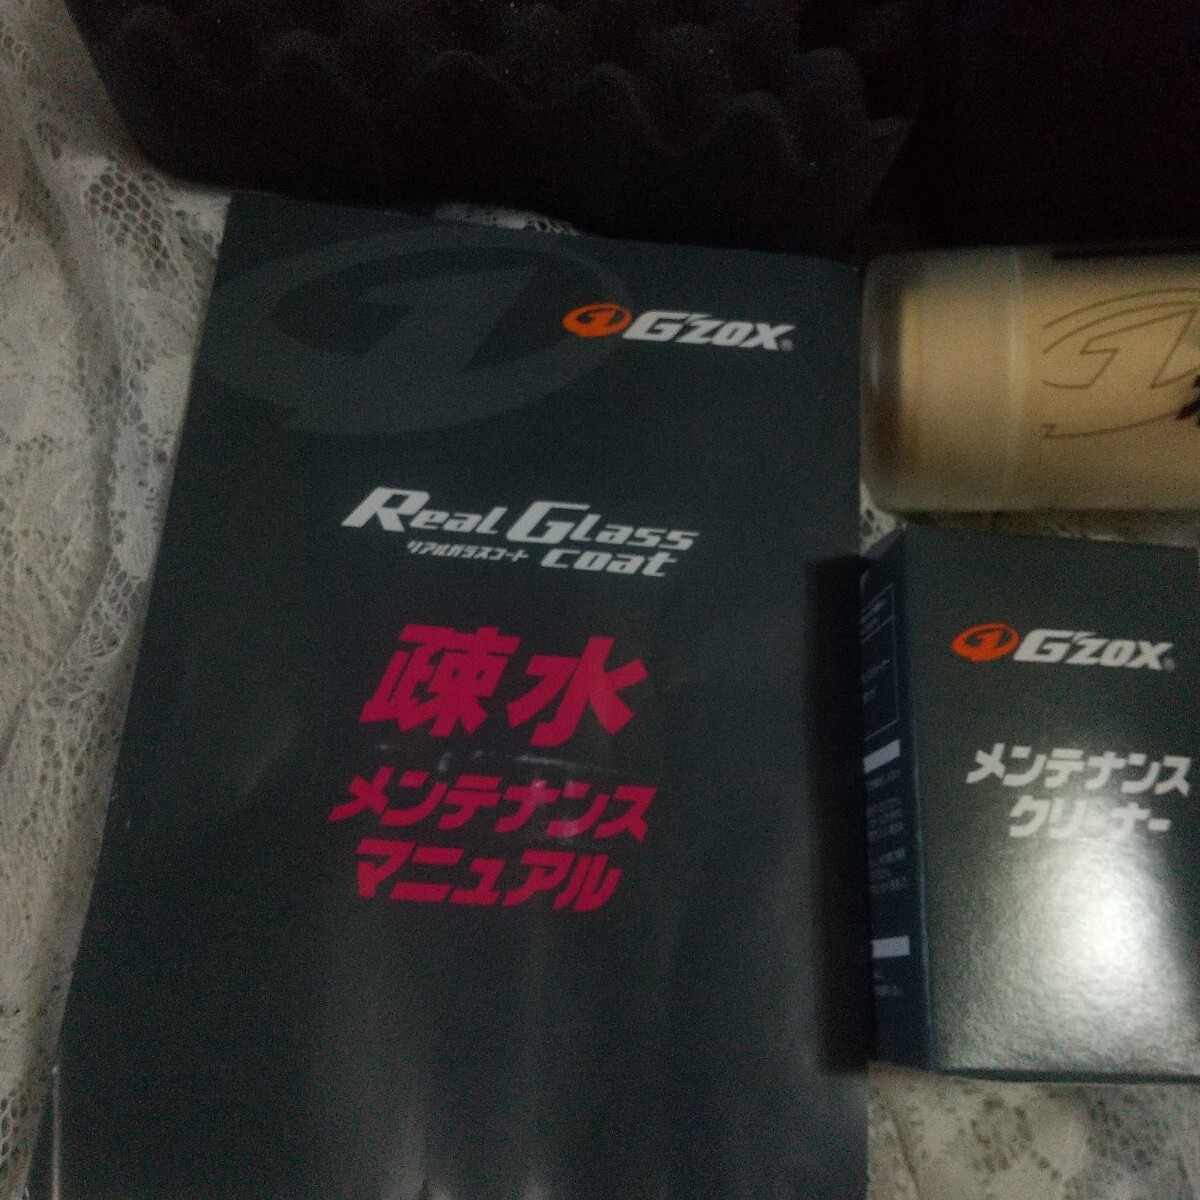 G'ZOX®
Real Glass
リアルガラスコート coat
疎水
メンテナンス
マニュアル
G'ZOX®
メンテナンス
クリーナー